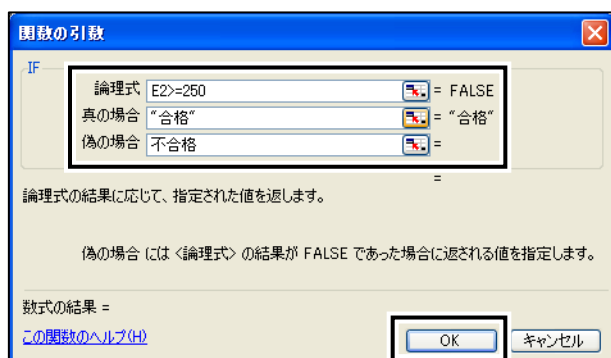 関数の引数
IF
論理式 E2>=250 = FALSE
真の場合 "合格" = "合格"
偽の場合 不合格 =
=
論理式の結果に応じて、指定された値を返します。
偽の場合 には <論理式> の結果が FALSE であった場合に返される値を指定します。
数式の結果 =
この関数のヘルプ(H) OK キャンセル